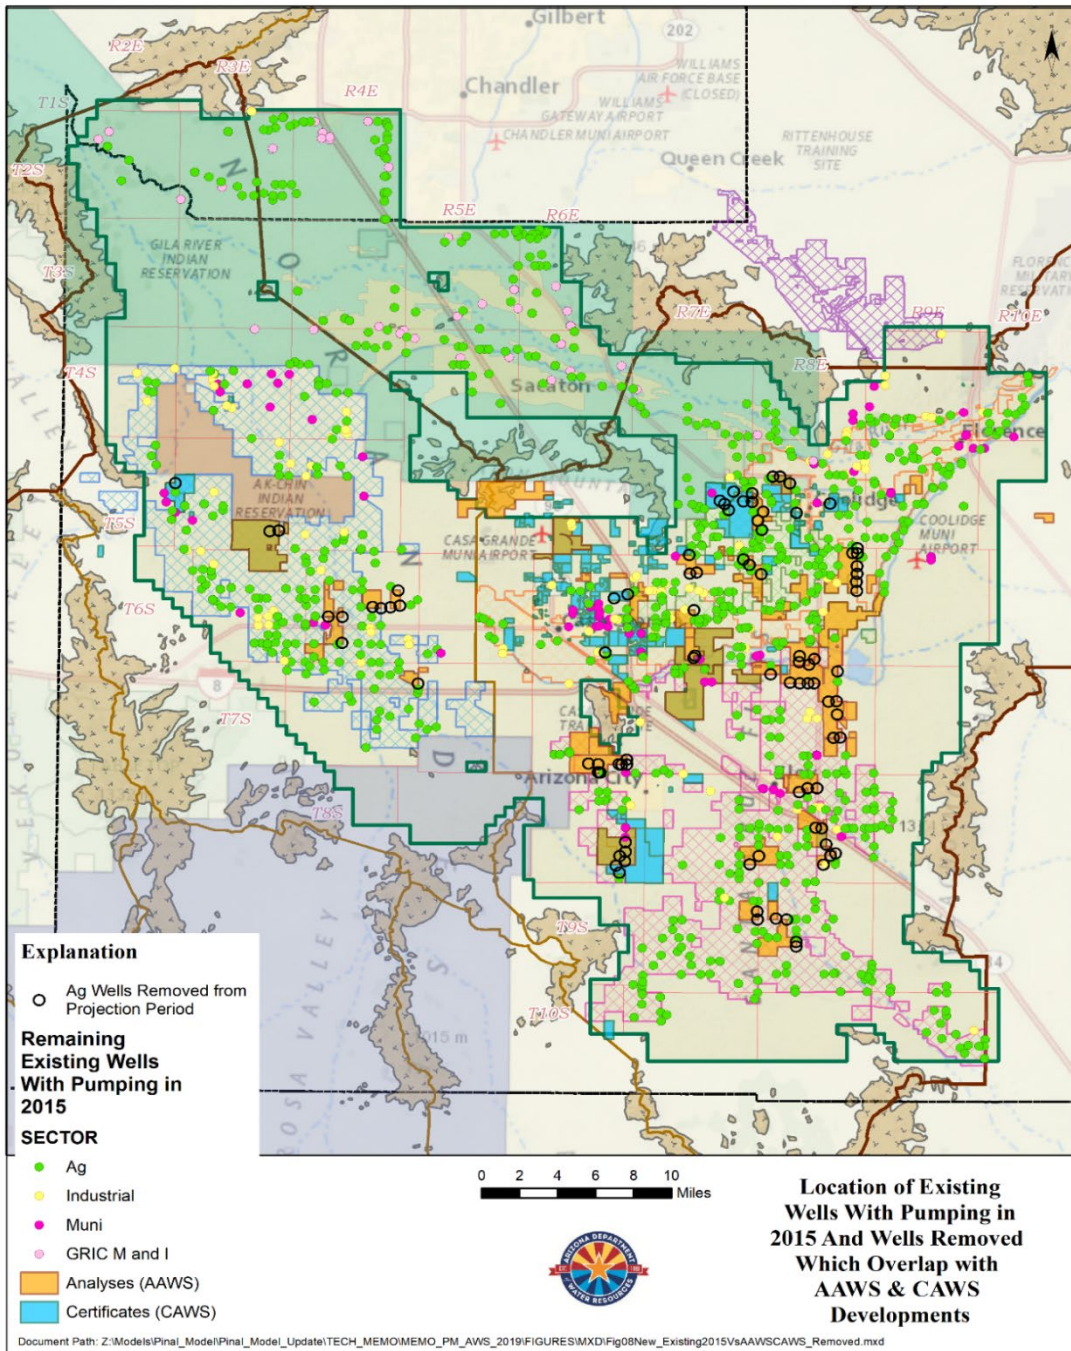 Gilbert
202
R2E
R3E
WILLIAMS
AIR FORCE BASE
(CLOSED)
Chandler
R4E
T1S
WILLIAMS
GATEWAY AIRPORT
CHANDLER MUNI AIRPORT
RITTENHOUSE
TRAINING
SITE
Queen Creek
T2S
R5E
R6E
GILA RIVER
INDIAN
RESERVATION
T3S
R7E
R9E
R10E
R8E
T4S
Sacaton
Florence
AK-CHIN
INDIAN
RESERVATION
T5S
CASA GRANDE
MUNI AIRPORT
COOLIDGE
MUNI
AIRPORT
T6S
8
T7S
Arizona City
T8S
T9S
T10S
Explanation
Ag Wells Removed from
Projection Period
Remaining
Existing Wells
With Pumping in
2015
SECTOR
Ag
Industrial
Muni
GRIC M and I
Analyses (AAWS)
Certificates (CAWS)
0 2 4 6 8 10
Miles
ARIZONA DEPARTMENT
of
WATER RESOURCES
Location of Existing
Wells With Pumping in
2015 And Wells Removed
Which Overlap with
AAWS & CAWS
Developments
Document Path: Z:\Models\Pinal_Model\Pinal_Model_Update\TECH_MEMO\MEMO_PM_AWS_2019\FIGURES\MXD\Fig08New_Existing2015VsAAWSCAWS_Removed.mxd